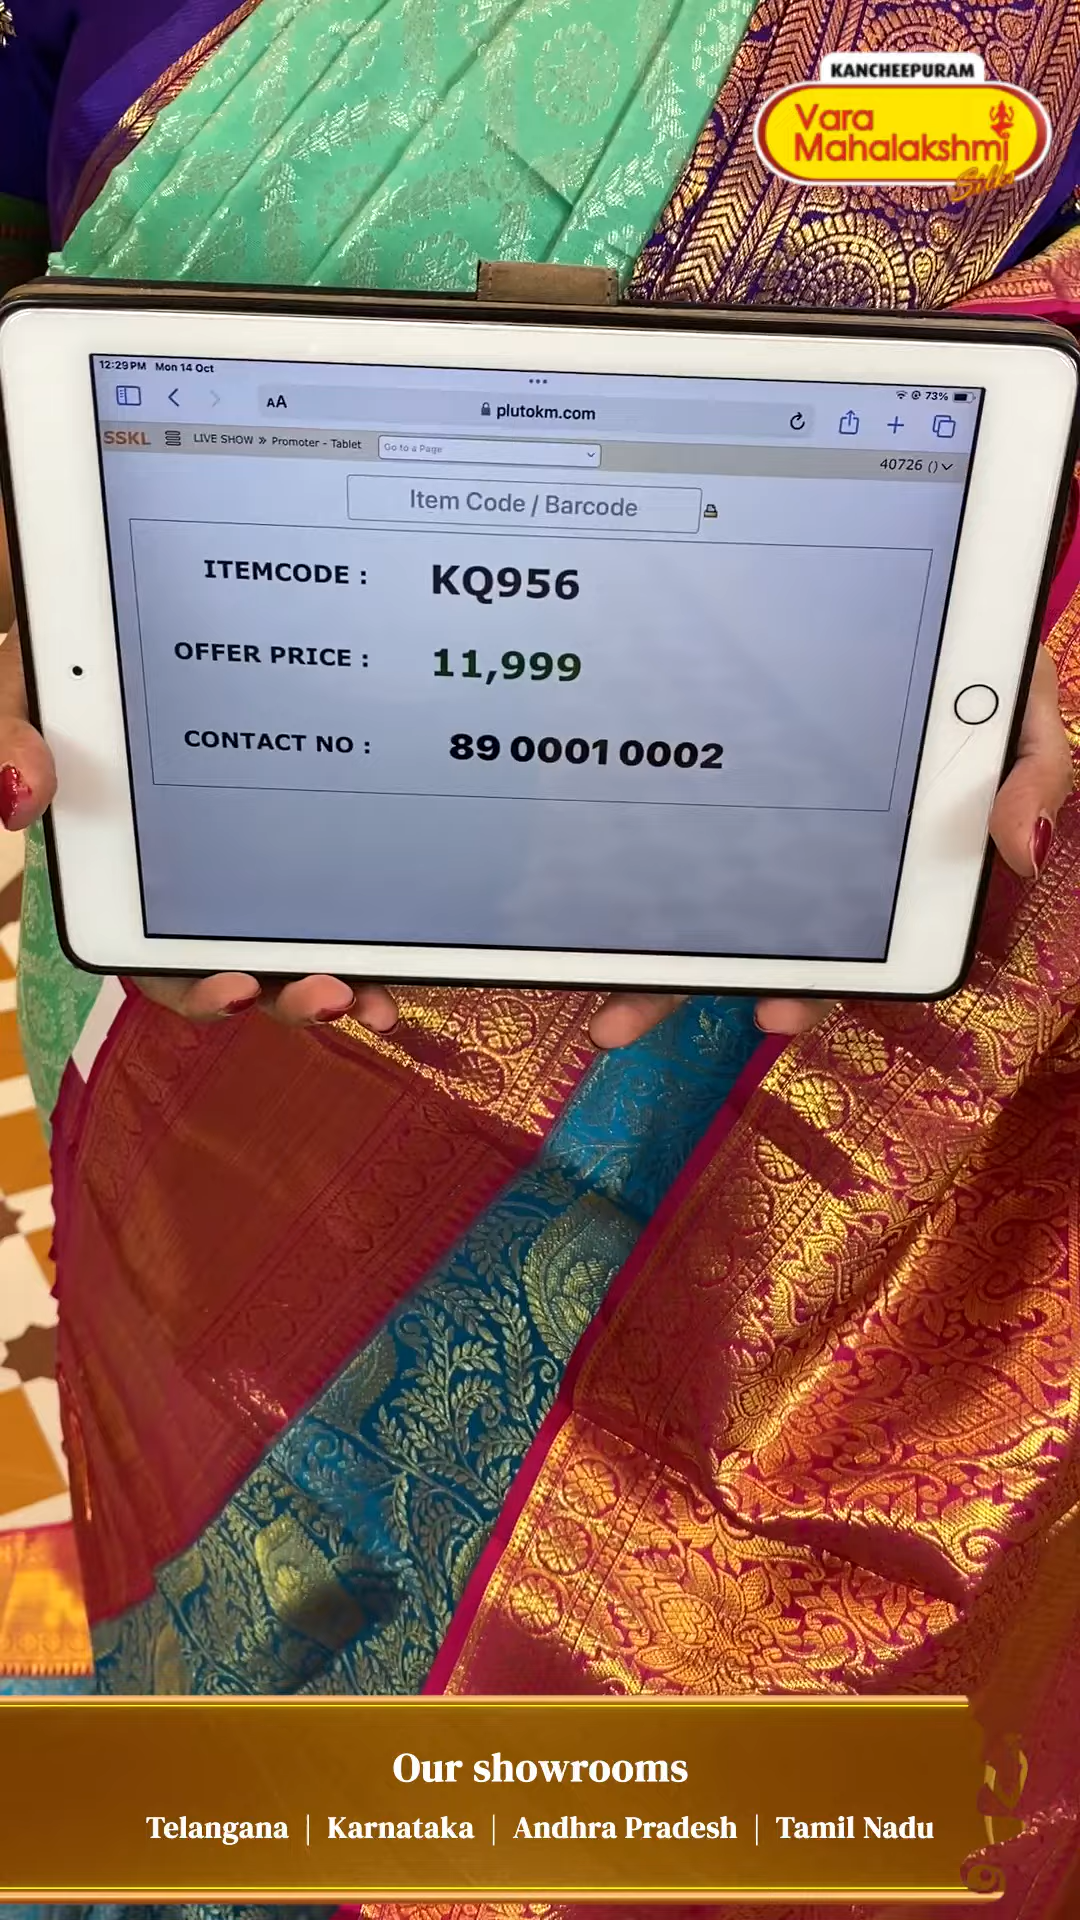 KANCHEEPURAM
Vara
Mahalakshmi
Silks
12:29 PM Mon 14 Oct
73%
AA
plutokm.com
SSKL
LIVE SHOW » Promoter - Tablet
Go to a Page
40726 ()
Item Code / Barcode
ITEMCODE : KQ956
OFFER PRICE : 11,999
CONTACT NO : 89 0001 0002
Our showrooms
Telangana | Karnataka | Andhra Pradesh | Tamil Nadu